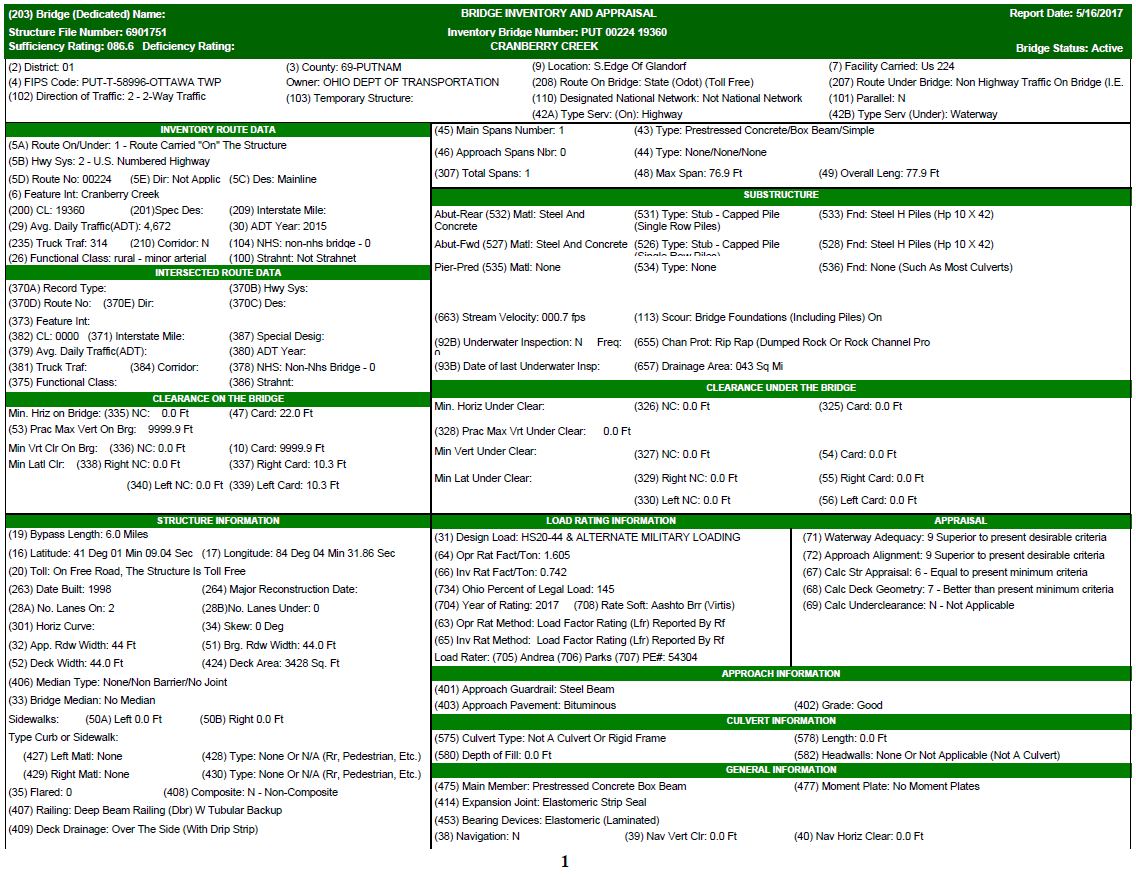 (203) Bridge (Dedicated) Name:
BRIDGE INVENTORY AND APPRAISAL
Report Date: 5/16/2017
Structure File Number: 6901751
Inventory Bridge Number: PUT 00224 19360
Sufficiency Rating: 086.6 Deficiency Rating:
CRANBERRY CREEK
Bridge Status: Active
(2) District: 01
(3) County: 69-PUTNAM
(9) Location: S.Edge Of Glandorf
(7) Facility Carried: Us 224
(4) FIPS Code: PUT-T-58996-OTTAWA TWP
Owner: OHIO DEPT OF TRANSPORTATION
(208) Route On Bridge: State (Odot) (Toll Free)
(207) Route Under Bridge: Non Highway Traffic On Bridge (I.E.
(102) Direction of Traffic: 2 - 2-Way Traffic
(103) Temporary Structure:
(110) Designated National Network: Not National Network
(101) Parallel: N
(42A) Type Serv: (On): Highway
(42B) Type Serv (Under): Waterway
INVENTORY ROUTE DATA
(5A) Route On/Under: 1 - Route Carried "On" The Structure
(5B) Hwy Sys: 2 - U.S. Numbered Highway
(5D) Route No: 00224 (5E) Dir: Not Applic (5C) Des: Mainline
(6) Feature Int: Cranberry Creek
(200) CL: 19360 (201)Spec Des: (209) Interstate Mile:
(29) Avg. Daily Traffic(ADT): 4,672 (30) ADT Year: 2015
(235) Truck Traf: 314 (210) Corridor: N (104) NHS: non-nhs bridge - 0
(26) Functional Class: rural - minor arterial (100) Strahnt: Not Strahnet
INTERSECTED ROUTE DATA
(370A) Record Type: (370B) Hwy Sys:
(370D) Route No: (370E) Dir: (370C) Des:
(373) Feature Int:
(382) CL: 0000 (371) Interstate Mile: (387) Special Desig:
(379) Avg. Daily Traffic(ADT): (380) ADT Year:
(381) Truck Traf: (384) Corridor: (378) NHS: Non-Nhs Bridge - 0
(375) Functional Class: (386) Strahnt:
CLEARANCE ON THE BRIDGE
Min. Hriz on Bridge: (335) NC: 0.0 Ft (47) Card: 22.0 Ft
(53) Prac Max Vert On Brg: 9999.9 Ft
Min Vrt Clr On Brg: (336) NC: 0.0 Ft (10) Card: 9999.9 Ft
Min Latl Clr: (338) Right NC: 0.0 Ft (337) Right Card: 10.3 Ft
(340) Left NC: 0.0 Ft (339) Left Card: 10.3 Ft
(45) Main Spans Number: 1 (43) Type: Prestressed Concrete/Box Beam/Simple
(46) Approach Spans Nbr: 0 (44) Type: None/None/None
(307) Total Spans: 1 (48) Max Span: 76.9 Ft (49) Overall Leng: 77.9 Ft
SUBSTRUCTURE
Abut-Rear (532) Matl: Steel And (531) Type: Stub - Capped Pile (533) Fnd: Steel H Piles (Hp 10 X 42)
Concrete (Single Row Piles)
Abut-Fwd (527) Matl: Steel And Concrete (526) Type: Stub - Capped Pile (528) Fnd: Steel H Piles (Hp 10 X 42)
(Single Row Piles)
Pier-Pred (535) Matl: None (534) Type: None (536) Fnd: None (Such As Most Culverts)
(663) Stream Velocity: 000.7 fps (113) Scour: Bridge Foundations (Including Piles) On
(92B) Underwater Inspection: N Freq: (655) Chan Prot: Rip Rap (Dumped Rock Or Rock Channel Pro
0
(93B) Date of last Underwater Insp: (657) Drainage Area: 043 Sq Mi
CLEARANCE UNDER THE BRIDGE
Min. Horiz Under Clear: (326) NC: 0.0 Ft (325) Card: 0.0 Ft
(328) Prac Max Vrt Under Clear: 0.0 Ft
Min Vert Under Clear: (327) NC: 0.0 Ft (54) Card: 0.0 Ft
Min Lat Under Clear: (329) Right NC: 0.0 Ft (55) Right Card: 0.0 Ft
(330) Left NC: 0.0 Ft (56) Left Card: 0.0 Ft
STRUCTURE INFORMATION
(19) Bypass Length: 6.0 Miles
(16) Latitude: 41 Deg 01 Min 09.04 Sec (17) Longitude: 84 Deg 04 Min 31.86 Sec
(20) Toll: On Free Road, The Structure Is Toll Free
(263) Date Built: 1998 (264) Major Reconstruction Date:
(28A) No. Lanes On: 2 (28B)No. Lanes Under: 0
(301) Horiz Curve: (34) Skew: 0 Deg
(32) App. Rdw Width: 44 Ft (51) Brg. Rdw Width: 44.0 Ft
(52) Deck Width: 44.0 Ft (424) Deck Area: 3428 Sq. Ft
(406) Median Type: None/Non Barrier/No Joint
(33) Bridge Median: No Median
Sidewalks: (50A) Left 0.0 Ft (50B) Right 0.0 Ft
Type Curb or Sidewalk:
(427) Left Matl: None (428) Type: None Or N/A (Rr, Pedestrian, Etc.)
(429) Right Matl: None (430) Type: None Or N/A (Rr, Pedestrian, Etc.)
(35) Flared: 0 (408) Composite: N - Non-Composite
(407) Railing: Deep Beam Railing (Dbr) W Tubular Backup
(409) Deck Drainage: Over The Side (With Drip Strip)
LOAD RATING INFORMATION
(31) Design Load: HS20-44 & ALTERNATE MILITARY LOADING
(64) Opr Rat Fact/Ton: 1.605
(66) Inv Rat Fact/Ton: 0.742
(734) Ohio Percent of Legal Load: 145
(704) Year of Rating: 2017 (708) Rate Soft: Aashto Brr (Virtis)
(63) Opr Rat Method: Load Factor Rating (Lfr) Reported By Rf
(65) Inv Rat Method: Load Factor Rating (Lfr) Reported By Rf
Load Rater: (705) Andrea (706) Parks (707) PE#: 54304
APPRAISAL
(71) Waterway Adequacy: 9 Superior to present desirable criteria
(72) Approach Alignment: 9 Superior to present desirable criteria
(67) Calc Str Appraisal: 6 - Equal to present minimum criteria
(68) Calc Deck Geometry: 7 - Better than present minimum criteria
(69) Calc Underclearance: N - Not Applicable
APPROACH INFORMATION
(401) Approach Guardrail: Steel Beam
(403) Approach Pavement: Bituminous (402) Grade: Good
CULVERT INFORMATION
(575) Culvert Type: Not A Culvert Or Rigid Frame (578) Length: 0.0 Ft
(580) Depth of Fill: 0.0 Ft (582) Headwalls: None Or Not Applicable (Not A Culvert)
GENERAL INFORMATION
(475) Main Member: Prestressed Concrete Box Beam (477) Moment Plate: No Moment Plates
(414) Expansion Joint: Elastomeric Strip Seal
(453) Bearing Devices: Elastomeric (Laminated)
(38) Navigation: N (39) Nav Vert Clr: 0.0 Ft (40) Nav Horiz Clear: 0.0 Ft
1